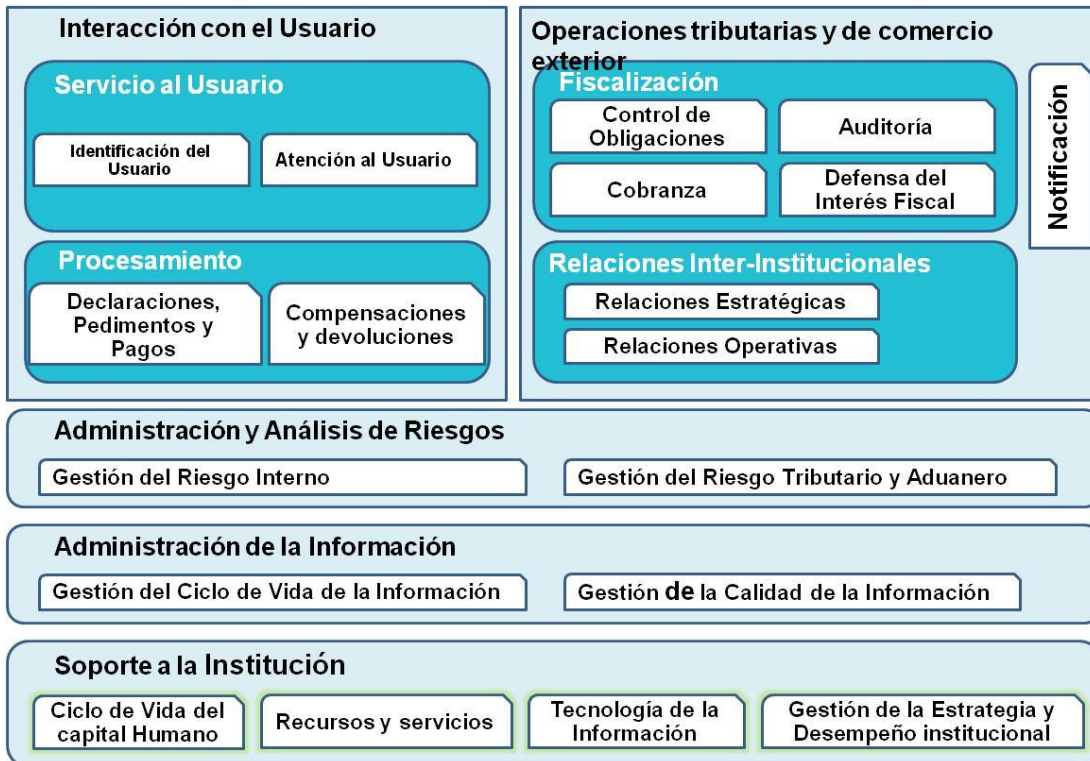 Interacción con el Usuario
Servicio al Usuario
Identificación del
Usuario
Atención al Usuario
Procesamiento
Declaraciones,
Pedimentos y
Pagos
Compensaciones
y devoluciones
Operaciones tributarias y de comercio
exterior
Fiscalización
Control de
Obligaciones
Auditoría
Cobranza
Defensa del
Interés Fiscal
Relaciones Inter-Institucionales
Relaciones Estratégicas
Relaciones Operativas
Notificación
Administración y Análisis de Riesgos
Gestión del Riesgo Interno
Gestión del Riesgo Tributario y Aduanero
Administración de la Información
Gestión del Ciclo de Vida de la Información
Gestión de la Calidad de la Información
Soporte a la Institución
Ciclo de Vida del
capital Humano
Recursos y servicios
Tecnología de la
Información
Gestión de la Estrategia y
Desempeño institucional